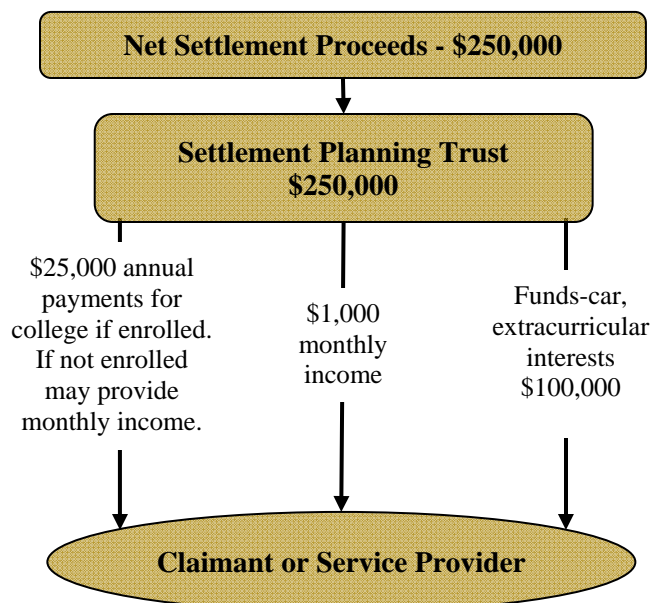 Net Settlement Proceeds - $250,000
Settlement Planning Trust
$250,000
$25,000 annual
payments for
college if enrolled.
If not enrolled
may provide
monthly income.
$1,000
monthly
income
Funds-car,
extracurricular
interests
$100,000
Claimant or Service Provider